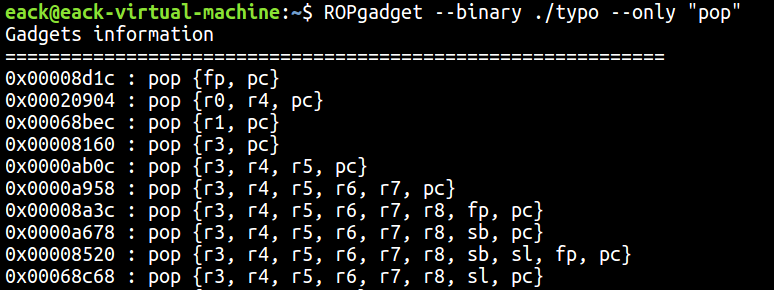 eack@eack-virtual-machine:~$ ROPgadget --binary ./typo --only "pop"
Gadgets information
============================================================
0x00008d1c : pop {fp, pc}
0x00020904 : pop {r0, r4, pc}
0x00068bec : pop {r1, pc}
0x00008160 : pop {r3, pc}
0x0000ab0c : pop {r3, r4, r5, pc}
0x0000a958 : pop {r3, r4, r5, r6, r7, pc}
0x00008a3c : pop {r3, r4, r5, r6, r7, r8, fp, pc}
0x0000a678 : pop {r3, r4, r5, r6, r7, r8, sb, pc}
0x00008520 : pop {r3, r4, r5, r6, r7, r8, sb, sl, fp, pc}
0x00068c68 : pop {r3, r4, r5, r6, r7, r8, sl, pc}